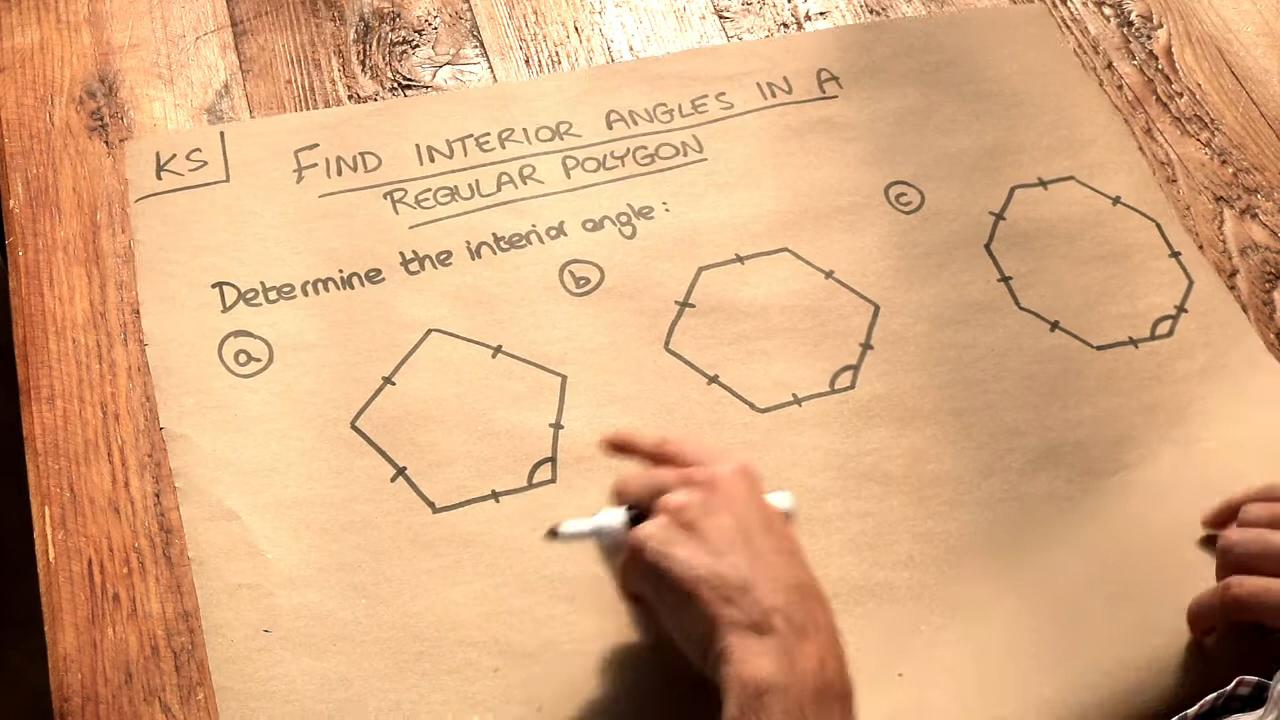 KS
FIND INTERIOR ANGLES IN A
REGULAR POLYGON
Determine the interior angle:
a
b
c